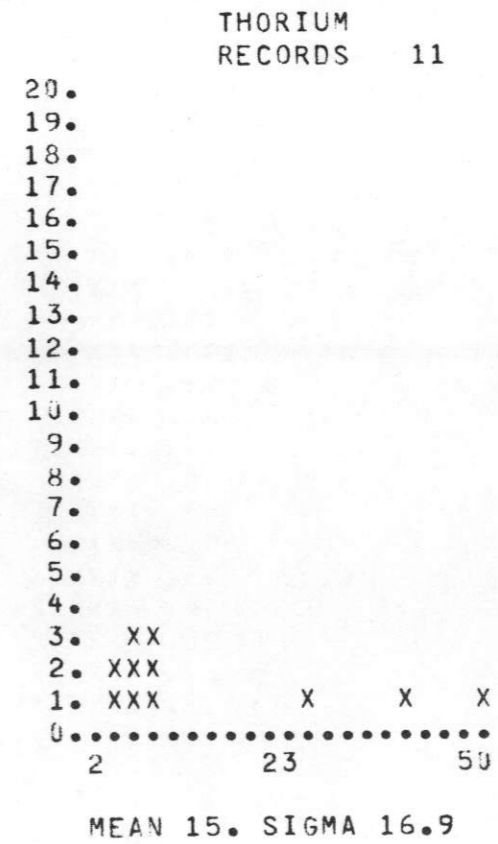 THORIUM
RECORDS 11
20.
19.
18.
17.
16.
15.
14.
13.
12.
11.
10.
9.
8.
7.
6.
5.
4.
3. XX
2. XXX
1. XXX X X X
0......................
2 23 50
MEAN 15. SIGMA 16.9